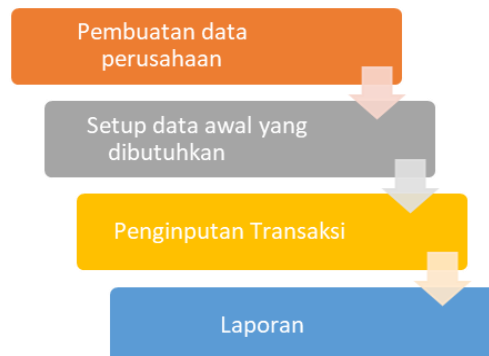 Pembuatan data
perusahaan
Setup data awal yang
dibutuhkan
Penginputan Transaksi
Laporan